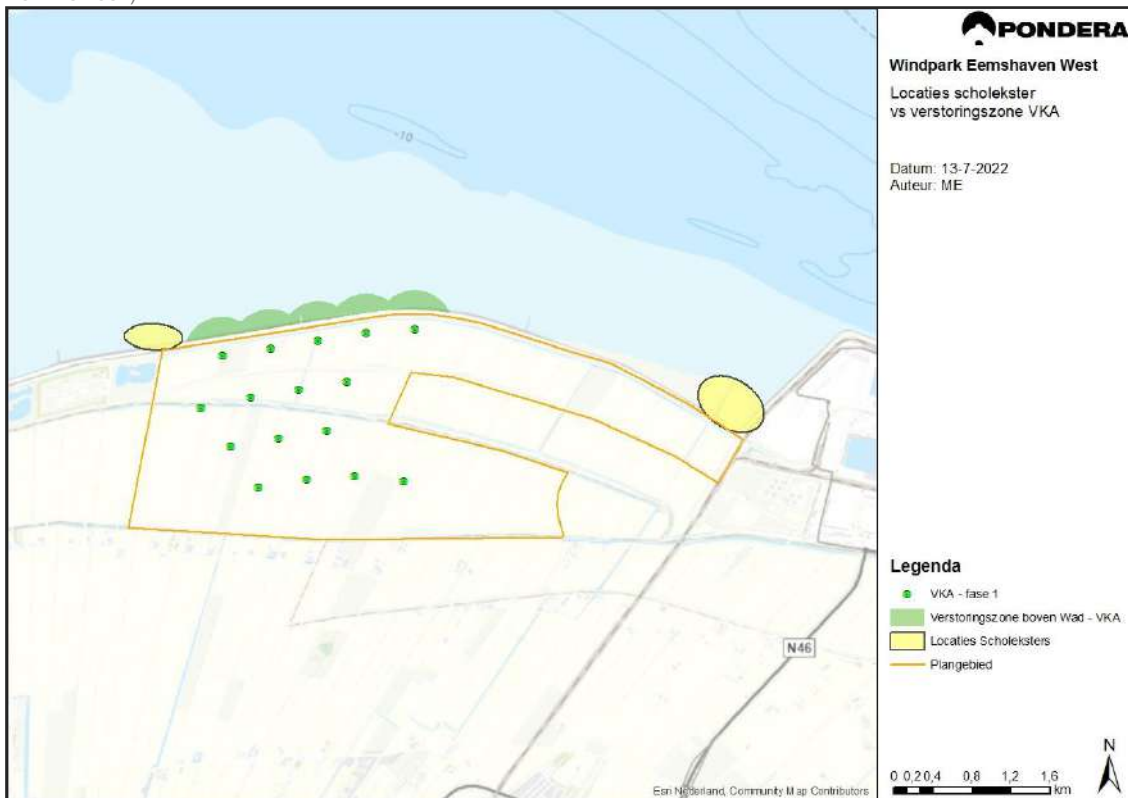 PONDERA
Windpark Eemshaven West
Locaties scholekster
vs verstoringszone VKA
Datum: 13-7-2022
Auteur: ME
-10
N46
Legenda
VKA - fase 1
Verstoringszone boven Wad - VKA
Locaties Scholeksters
Plangebied
N
0 0,2 0,4 0,8 1,2 1,6
km
Esri Nederland, Community Map Contributors